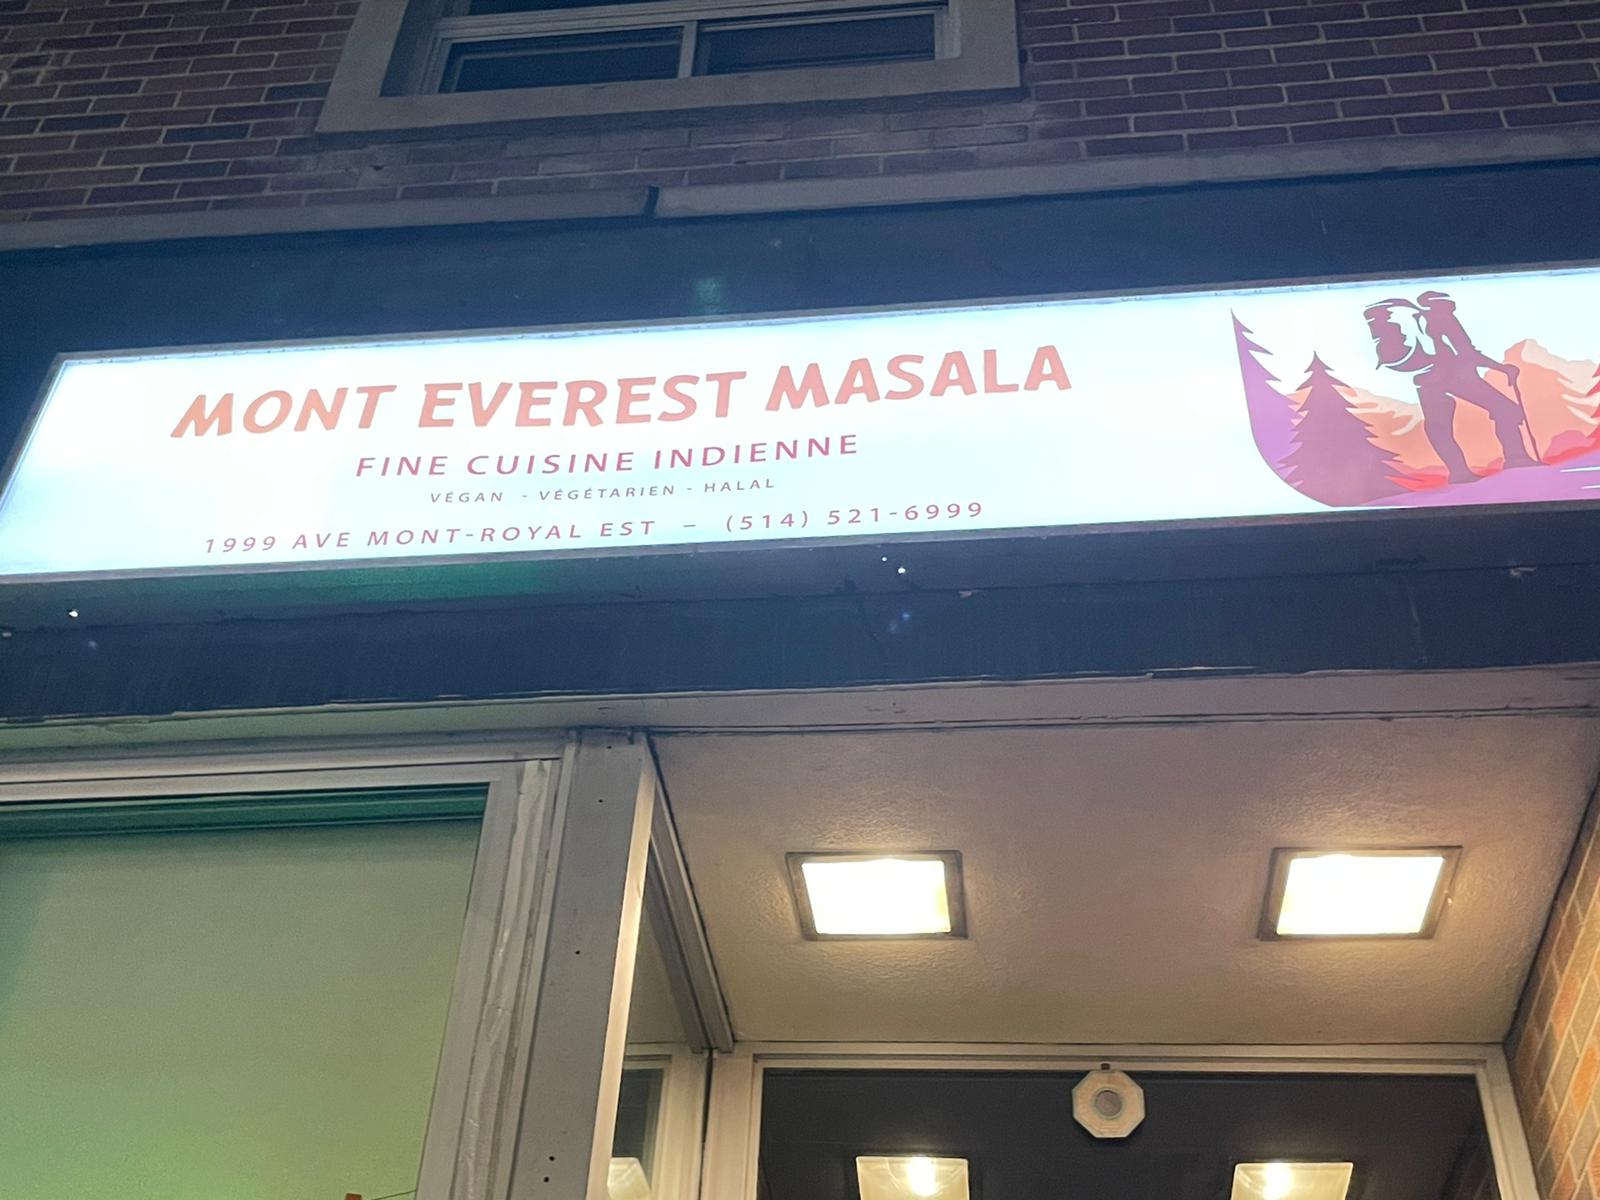 MONT EVEREST MASALA
FINE CUISINE INDIENNE
VÉGAN - VÉGÉTARIEN - HALAL
1999 AVE MONT-ROYAL EST – (514) 521-6999